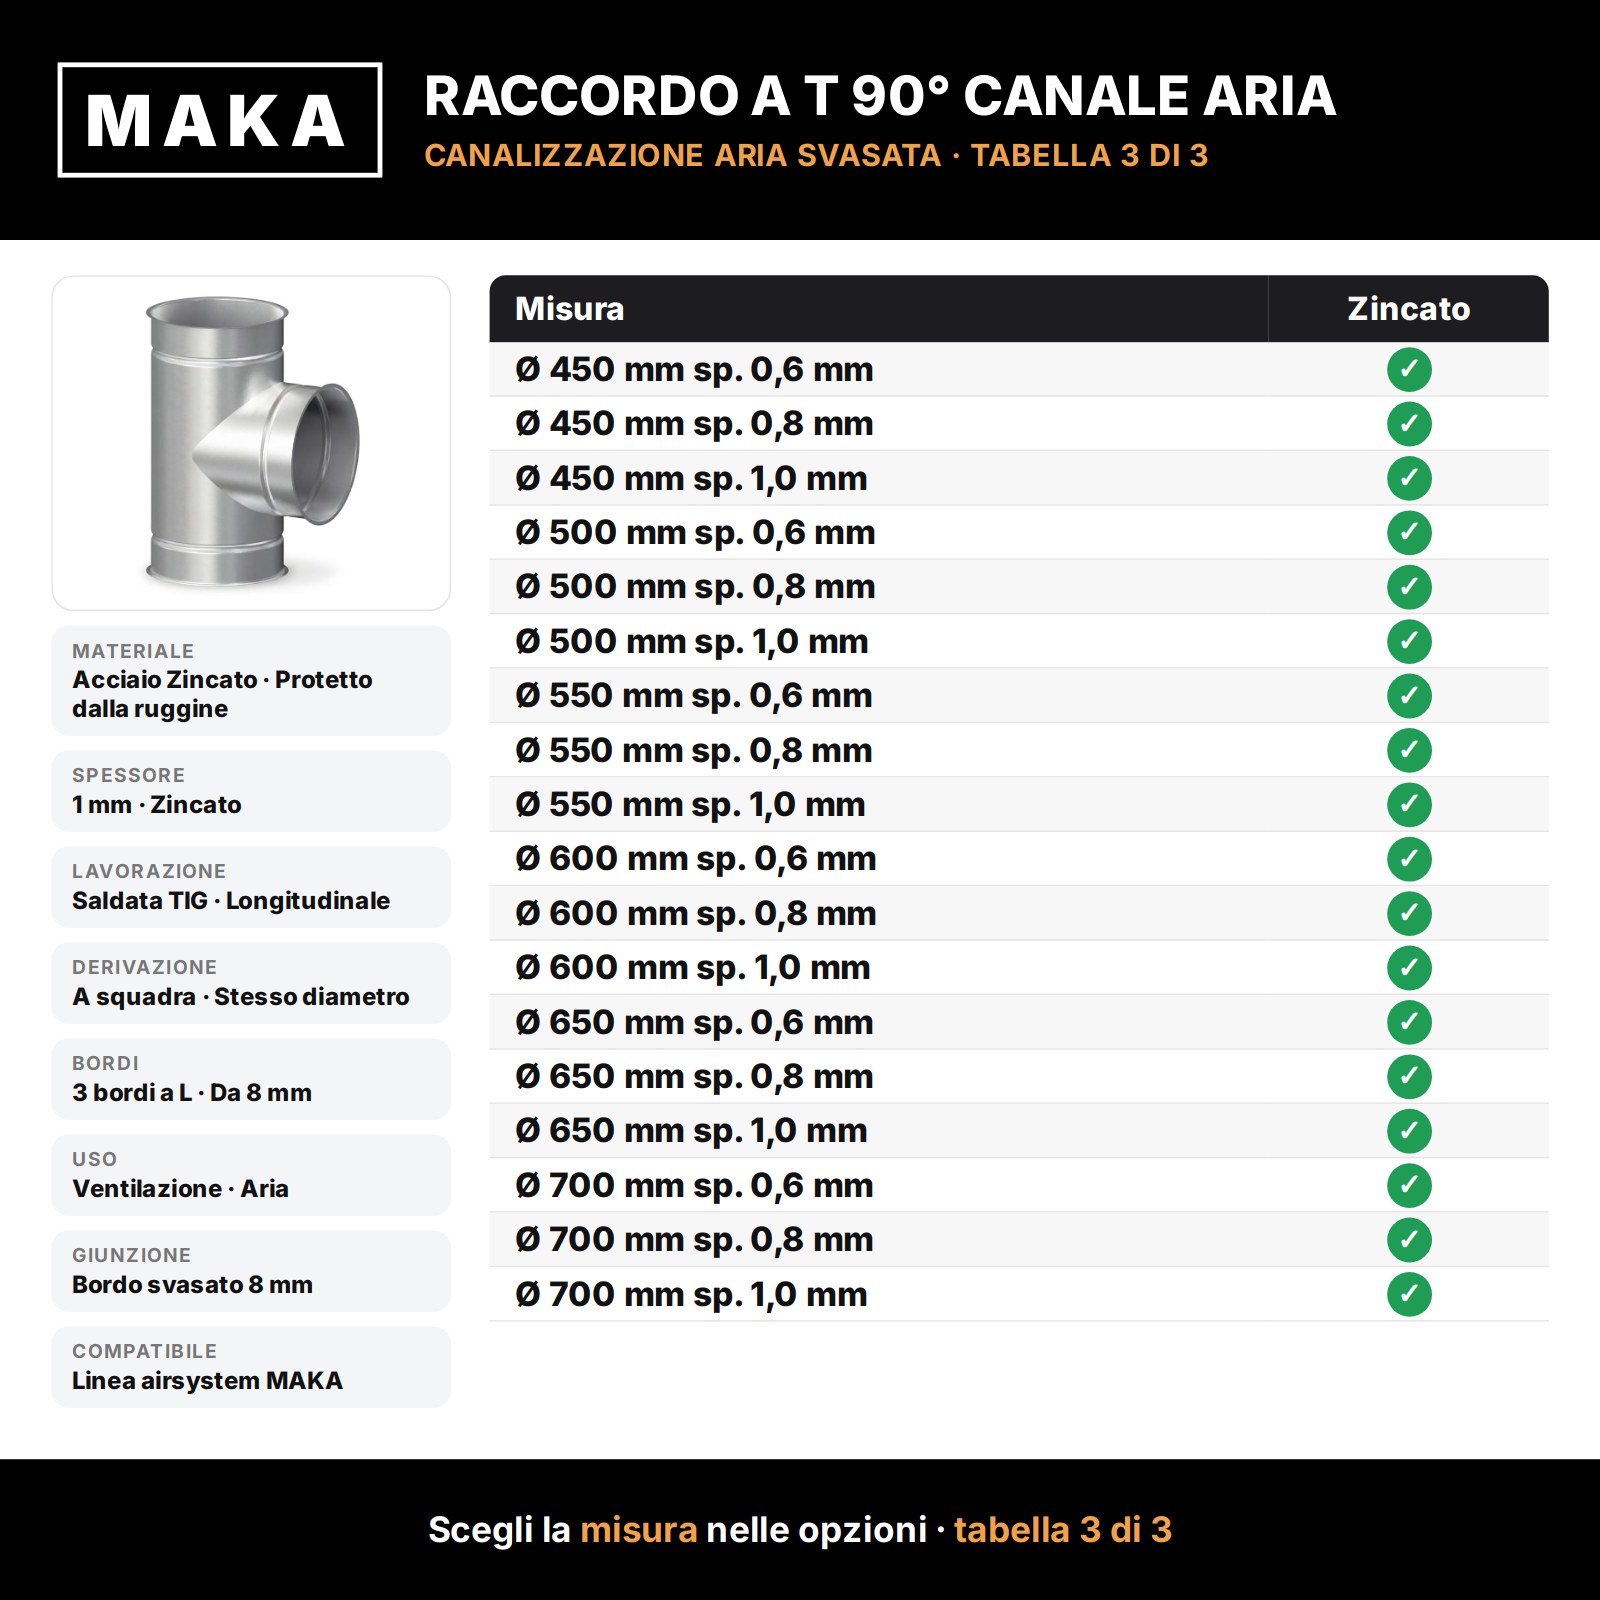 MAKA
RACCORDO A T 90° CANALE ARIA
CANALIZZAZIONE ARIA SVASATA · TABELLA 3 DI 3
MATERIALE
Acciaio Zincato · Protetto
dalla ruggine
SPESSORE
1 mm · Zincato
LAVORAZIONE
Saldata TIG · Longitudinale
DERIVAZIONE
A squadra · Stesso diametro
BORDI
3 bordi a L · Da 8 mm
USO
Ventilazione · Aria
GIUNZIONE
Bordo svasato 8 mm
COMPATIBILE
Linea airsystem MAKA
Misura Zincato
Ø 450 mm sp. 0,6 mm ✓
Ø 450 mm sp. 0,8 mm ✓
Ø 450 mm sp. 1,0 mm ✓
Ø 500 mm sp. 0,6 mm ✓
Ø 500 mm sp. 0,8 mm ✓
Ø 500 mm sp. 1,0 mm ✓
Ø 550 mm sp. 0,6 mm ✓
Ø 550 mm sp. 0,8 mm ✓
Ø 550 mm sp. 1,0 mm ✓
Ø 600 mm sp. 0,6 mm ✓
Ø 600 mm sp. 0,8 mm ✓
Ø 600 mm sp. 1,0 mm ✓
Ø 650 mm sp. 0,6 mm ✓
Ø 650 mm sp. 0,8 mm ✓
Ø 650 mm sp. 1,0 mm ✓
Ø 700 mm sp. 0,6 mm ✓
Ø 700 mm sp. 0,8 mm ✓
Ø 700 mm sp. 1,0 mm ✓
Scegli la misura nelle opzioni · tabella 3 di 3